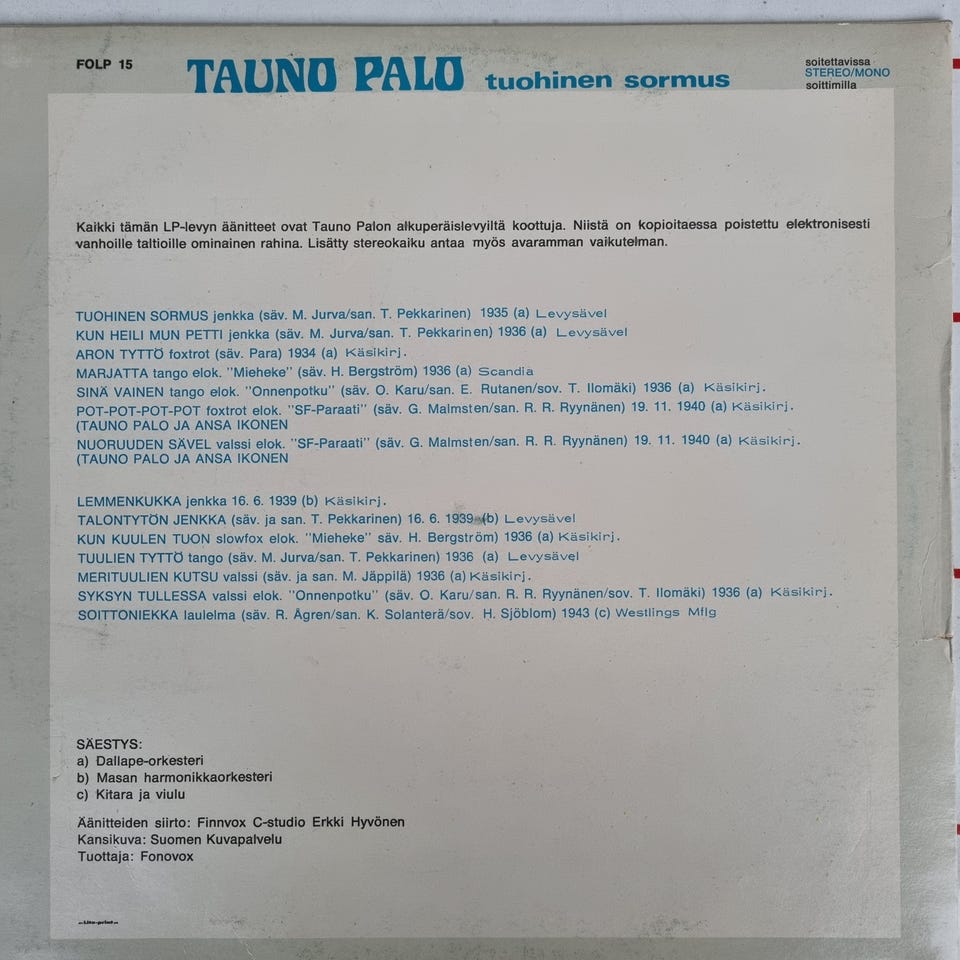 FOLP 15
TAUNO PALO tuohinen sormus
soitettavissa
STEREO/MONO
soittimilla
Kaikki tämän LP-levyn äänitteet ovat Tauno Palon alkuperäislevyiltä koottuja. Niistä on kopioitaessa poistettu elektronisesti
vanhoille taltioille ominainen rahina. Lisätty stereokaiku antaa myös avaramman vaikutelman.
TUOHINEN SORMUS jenkka (säv. M. Jurva/san. T. Pekkarinen) 1935 (a) Levysävel
KUN HEILI MUN PETTI jenkka (säv. M. Jurva/san. T. Pekkarinen) 1936 (a) Levysävel
ARON TYTTÖ foxtrot (säv. Para) 1934 (a) Käsikirj.
MARJATTA tango elok. "Mieheke" (säv. H. Bergström) 1936 (a) Scandia
SINÄ VAINEN tango elok. "Onnenpotku" (säv. O. Karu/san. E. Rutanen/sov. T. Ilomäki) 1936 (a) Käsikirj.
POT-POT-POT-POT foxtrot elok. "SF-Paraati" (säv. G. Malmsten/san. R. R. Ryynänen) 19. 11. 1940 (a) Käsikirj.
(TAUNO PALO JA ANSA IKONEN
NUORUUDEN SÄVEL valssi elok. "SF-Paraati" (säv. G. Malmsten/san. R. R. Ryynänen) 19. 11. 1940 (a) Käsikirj.
(TAUNO PALO JA ANSA IKONEN
LEMMENKUKKA jenkka 16. 6. 1939 (b) Käsikirj.
TALONTYTÖN JENKKA (säv. ja san. T. Pekkarinen) 16. 6. 1939 (b) Levysävel
KUN KUULEN TUON slowfox elok. "Mieheke" säv. H. Bergström) 1936 (a) Käsikirj.
TUULIEN TYTTÖ tango (säv. M. Jurva/san. T. Pekkarinen) 1936 (a) Levysävel
MERITUULIEN KUTSU valssi (säv. ja san. M. Jäppilä) 1936 (a) Käsikirj.
SYKSYN TULLESSA valssi elok. "Onnenpotku" (säv. O. Karu/san. R. R. Ryynänen/sov. T. Ilomäki) 1936 (a) Käsikirj.
SOITTONIEKKA laulelma (säv. R. Ågren/san. K. Solanterä/sov. H. Sjöblom) 1943 (c) Westlings Mflg
SÄESTYS:
a) Dallape-orkesteri
b) Masan harmonikkaorkesteri
c) Kitara ja viulu
Äänitteiden siirto: Finnvox C-studio Erkki Hyvönen
Kansikuva: Suomen Kuvapalvelu
Tuottaja: Fonovox
Lito-print